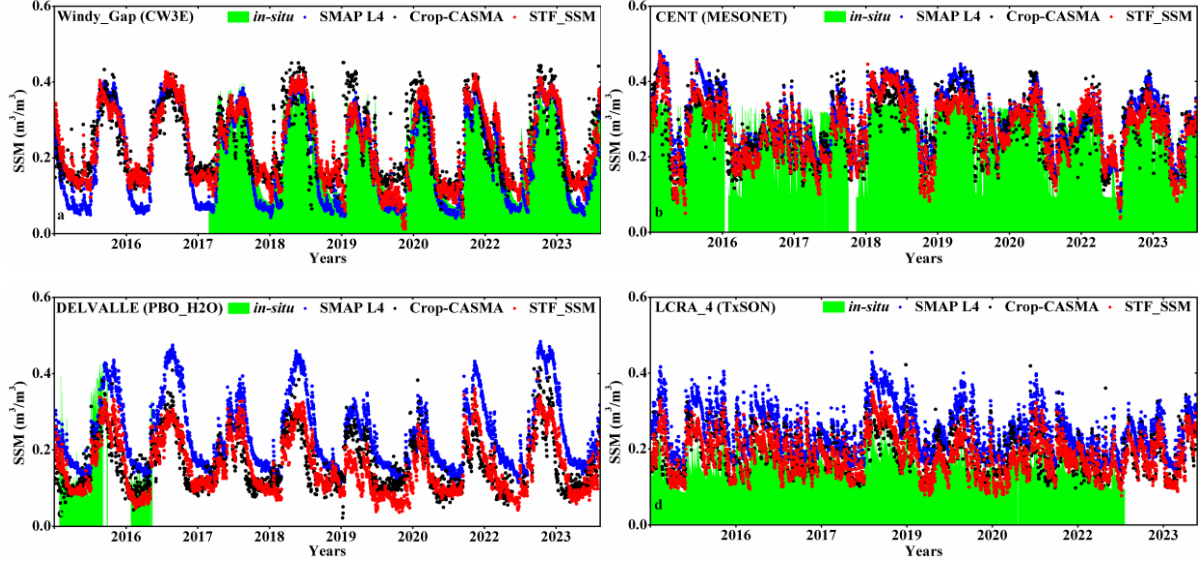 Windy_Gap (CW3E)
in-situ
SMAP L4
Crop-CASMA
STF_SSM
SSM (m³/m³)
0.6
0.4
0.2
0.0
a
2016 2017 2018 2019 2020 2022 2023
Years
CENT (MESONET)
in-situ
SMAP L4
Crop-CASMA
STF_SSM
SSM (m³/m³)
0.6
0.4
0.2
0.0
b
2016 2017 2018 2019 2020 2022 2023
Years
DELVALLE (PBO_H2O)
in-situ
SMAP L4
Crop-CASMA
STF_SSM
SSM (m³/m³)
0.6
0.4
0.2
0.0
c
2016 2017 2018 2019 2020 2022 2023
Years
LCRA_4 (TxSON)
in-situ
SMAP L4
Crop-CASMA
STF_SSM
SSM (m³/m³)
0.6
0.4
0.2
0.0
d
2016 2017 2019 2020 2022 2023
Years